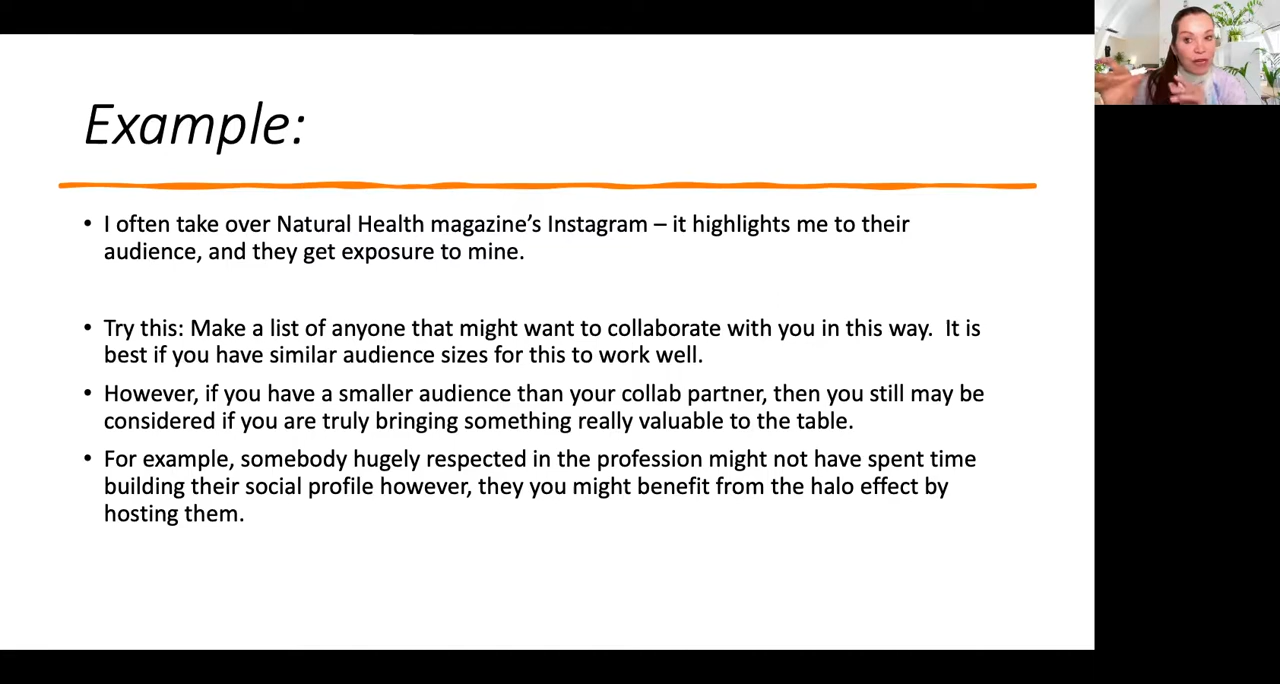 Example:
• I often take over Natural Health magazine’s Instagram – it highlights me to their
audience, and they get exposure to mine.
• Try this: Make a list of anyone that might want to collaborate with you in this way.  It is
best if you have similar audience sizes for this to work well.
• However, if you have a smaller audience than your collab partner, then you still may be
considered if you are truly bringing something really valuable to the table.
• For example, somebody hugely respected in the profession might not have spent time
building their social profile however, they you might benefit from the halo effect by
hosting them.